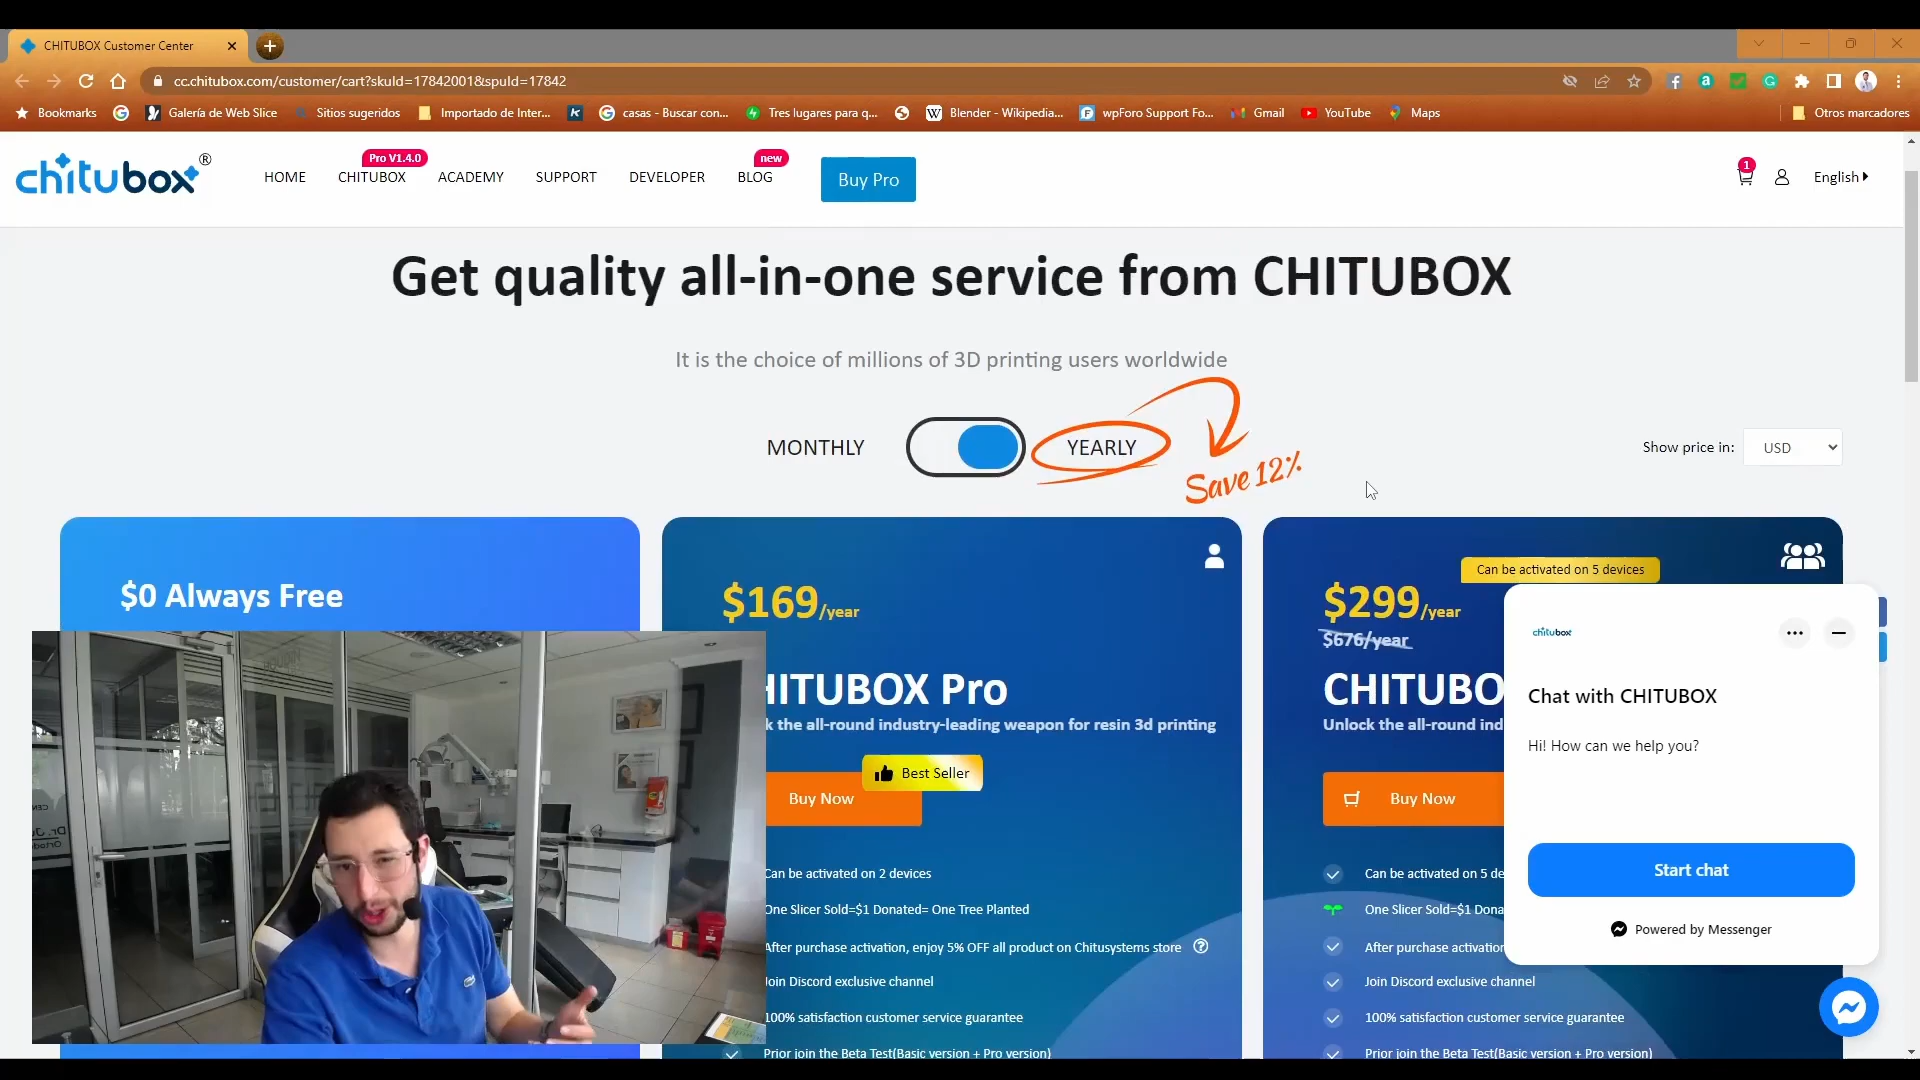 CHITUBOX Customer Center
cc.chitubox.com/customer/cart?skuId=17842001&spuId=17842
Bookmarks
Galería de Web Slice
Sitios sugeridos
Importado de Inter...
casas - Buscar con...
Tres lugares para q...
Blender - Wikipedia...
wpForo Support Fo...
Gmail
YouTube
Maps
Otros marcadores
chitubox®
HOME
CHITUBOX
Pro V1.4.0
ACADEMY
SUPPORT
DEVELOPER
BLOG
new
Buy Pro
1
English
Get quality all-in-one service from CHITUBOX
It is the choice of millions of 3D printing users worldwide
MONTHLY
YEARLY
Save 12%
Show price in:
USD
$0 Always Free
$169/year
HITUBOX Pro
k the all-round industry-leading weapon for resin 3d printing
Best Seller
Buy Now
Can be activated on 2 devices
One Slicer Sold=$1 Donated= One Tree Planted
After purchase activation, enjoy 5% OFF all product on Chitusystems store
Join Discord exclusive channel
100% satisfaction customer service guarantee
Prior join the Beta Test(Basic version + Pro version)
Can be activated on 5 devices
$299/year
$676/year
CHITUBO
Unlock the all-round ind
Buy Now
Can be activated on 5 de
One Slicer Sold=$1 Dona
After purchase activatior
Join Discord exclusive channel
100% satisfaction customer service guarantee
Prior join the Beta Test(Basic version + Pro version)
chitubox
Chat with CHITUBOX
Hi! How can we help you?
Start chat
Powered by Messenger